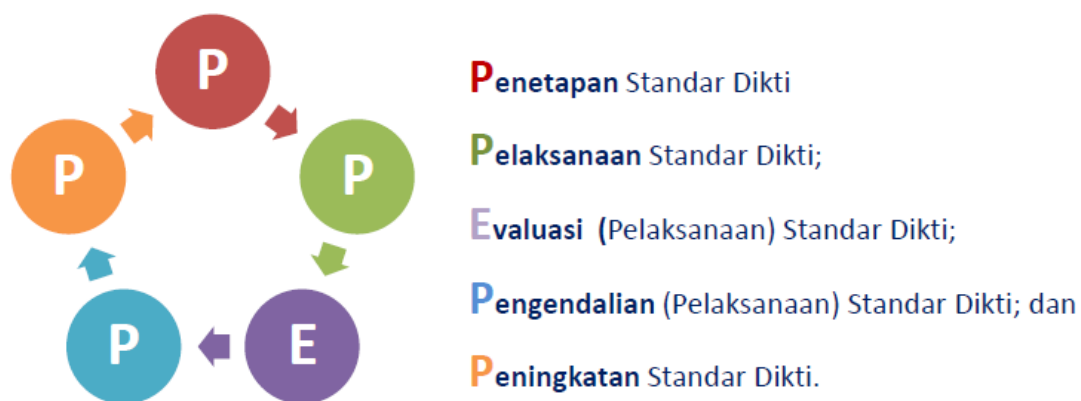 P
P
P
P
E
Penetapan Standar Dikti
Pelaksanaan Standar Dikti;
Evaluasi (Pelaksanaan) Standar Dikti;
Pengendalian (Pelaksanaan) Standar Dikti; dan
Peningkatan Standar Dikti.